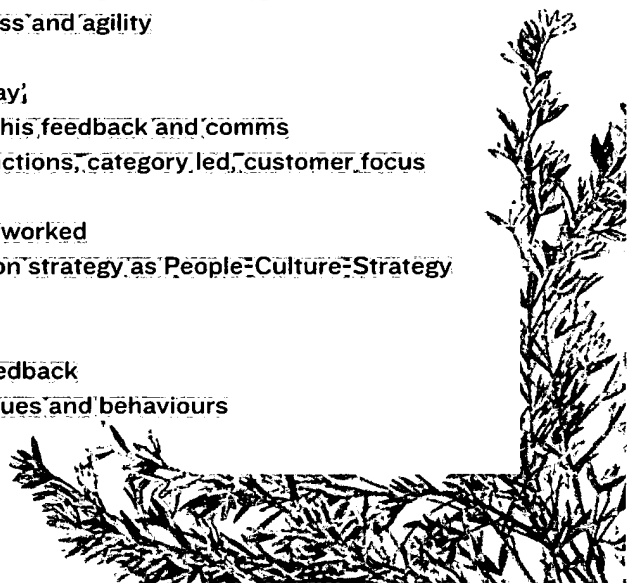 ss and agility
ay;
his feedback and comms
ictions, category led, customer focus
worked
on strategy as People-Culture-Strategy
edback
ues and behaviours